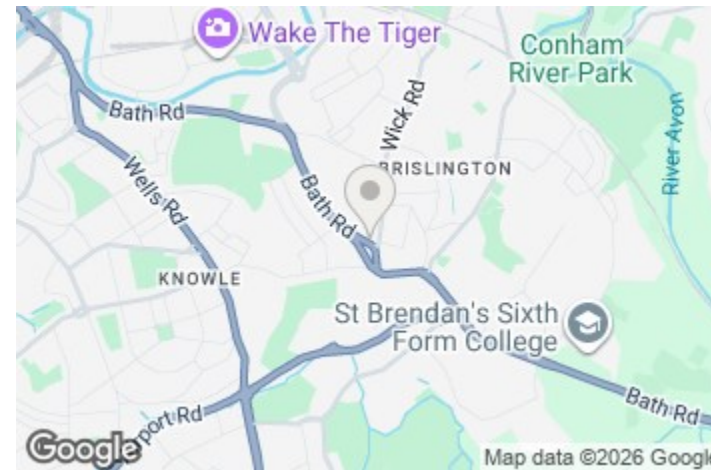 Wake The Tiger
Conham
River Park
Bath Rd
Wick Rd
River Avon
BRISLINGTON
Wells Rd
Bath Rd
KNOWLE
St Brendan's Sixth
Form College
Bath Rd
port Rd
Google
Map data ©2026 Google